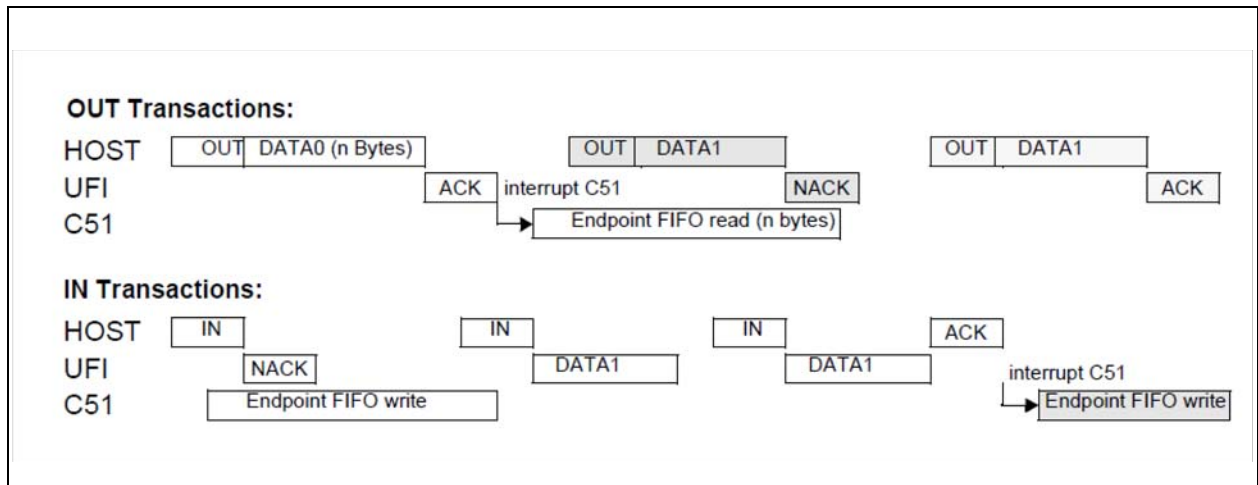 OUT Transactions:
HOST OUT DATA0 (n Bytes) OUT DATA1 OUT DATA1
UFI ACK interrupt C51 NACK ACK
C51 Endpoint FIFO read (n bytes)
IN Transactions:
HOST IN IN IN ACK
UFI NACK DATA1 DATA1 interrupt C51
C51 Endpoint FIFO write Endpoint FIFO write